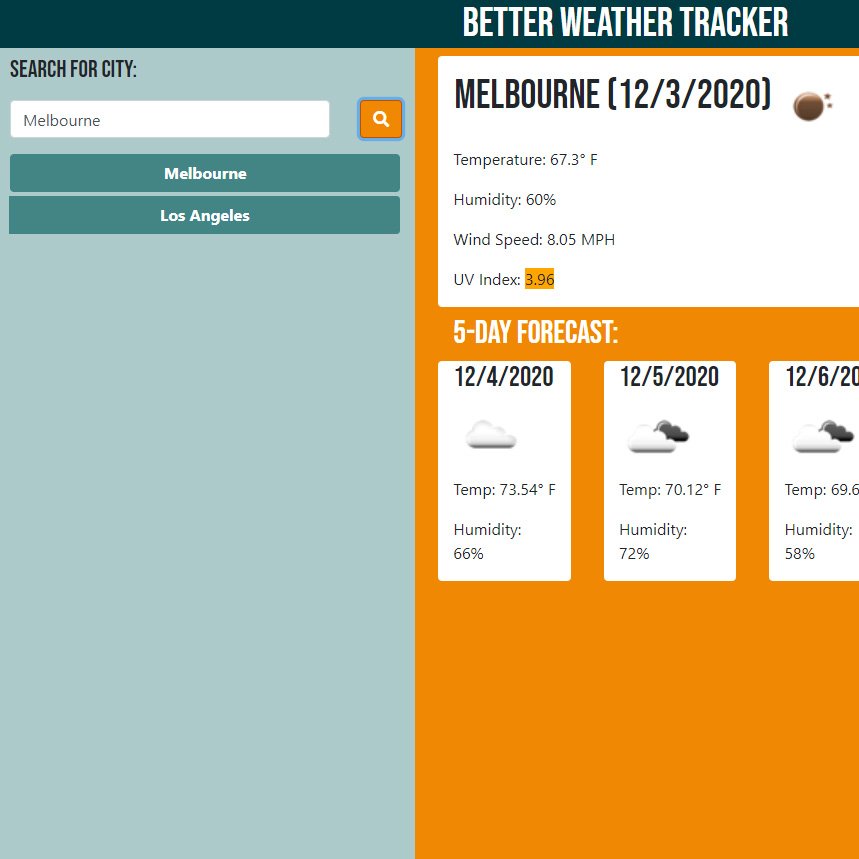 BETTER WEATHER TRACKER
SEARCH FOR CITY:
Melbourne
Melbourne
Los Angeles
MELBOURNE (12/3/2020)
Temperature: 67.3° F
Humidity: 60%
Wind Speed: 8.05 MPH
UV Index: 3.96
5-DAY FORECAST:
12/4/2020
Temp: 73.54° F
Humidity:
66%
12/5/2020
Temp: 70.12° F
Humidity:
72%
12/6/20
Temp: 69.6
Humidity:
58%